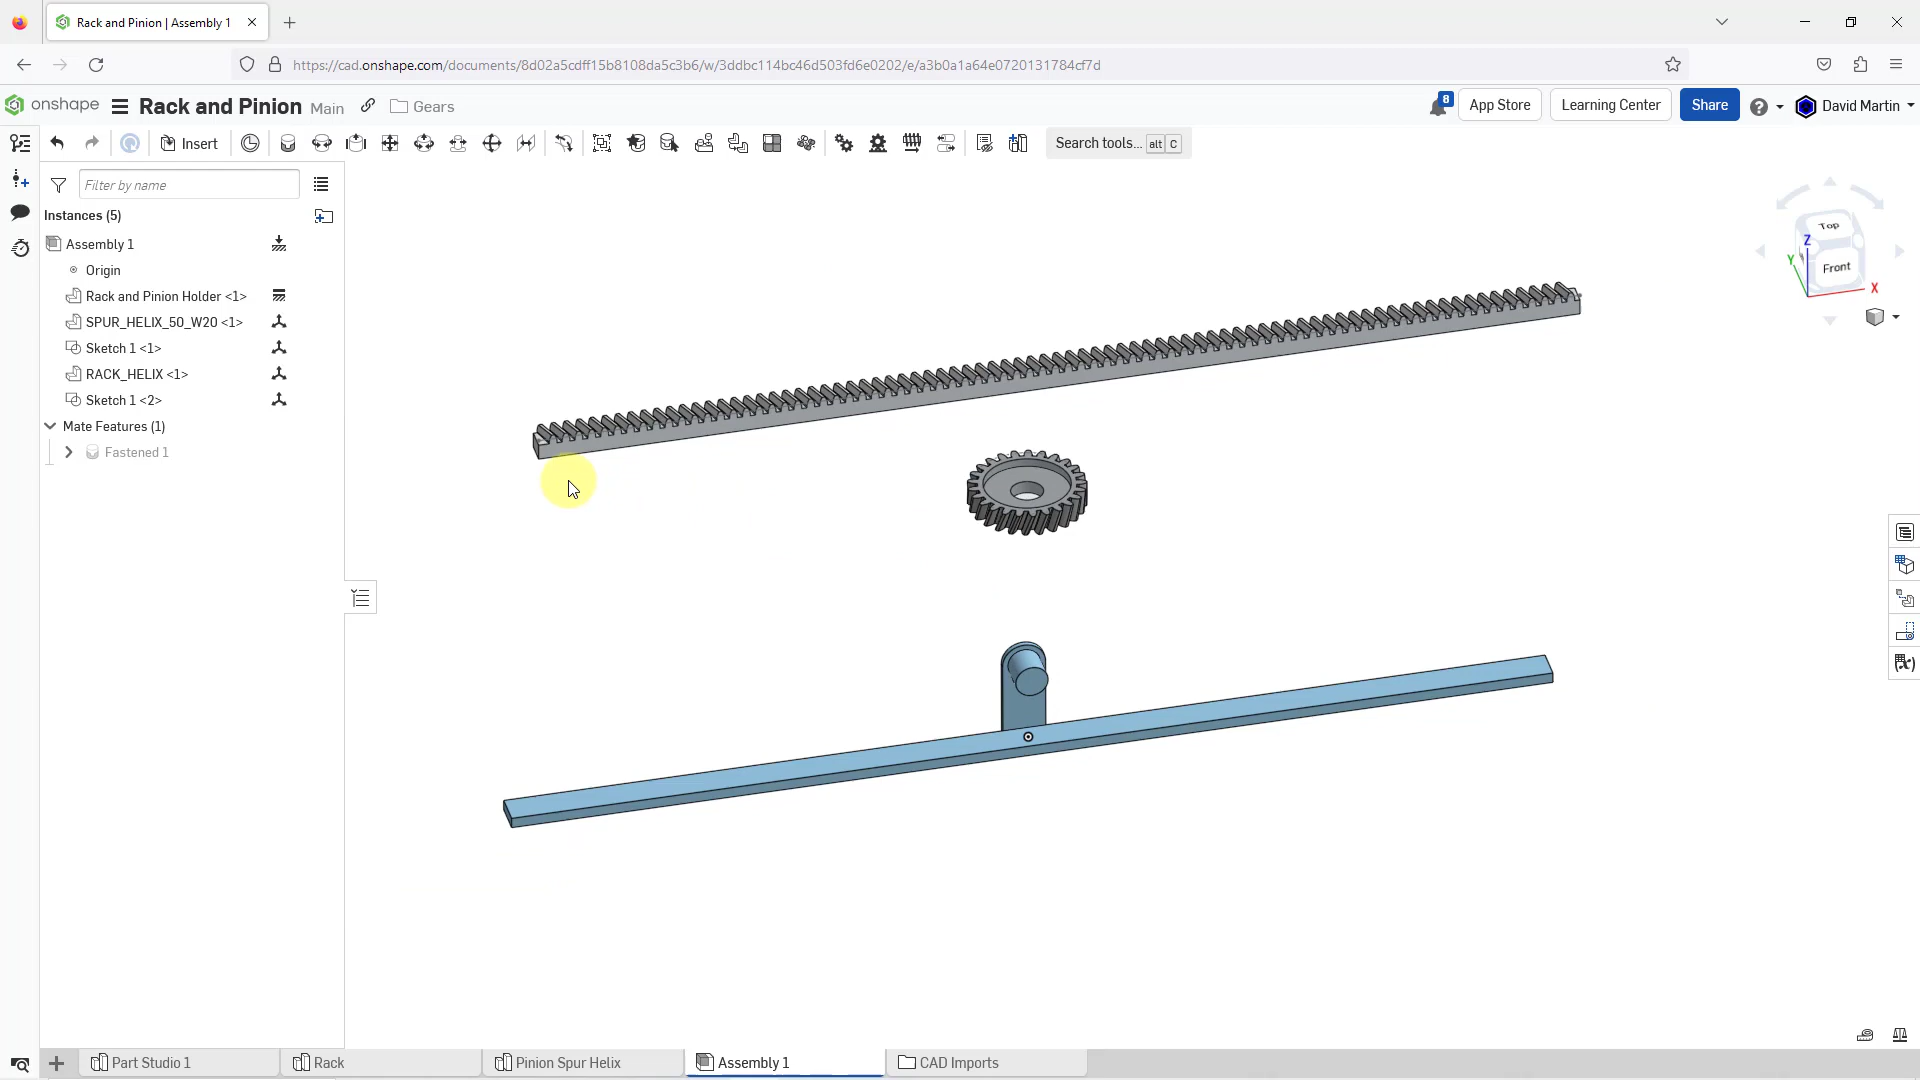 Rack and Pinion | Assembly 1
https://cad.onshape.com/documents/8d02a5cdff15b8108da5c3b6/w/3ddbc114bc46d503fd6e0202/e/a3b0a1a64e0720131784cf7d
onshape Rack and Pinion Main Gears 8 App Store Learning Center Share David Martin
Insert Search tools... alt C
Filter by name
Instances (5)
Assembly 1
Origin
Rack and Pinion Holder <1>
SPUR_HELIX_50_W20 <1>
Sketch 1 <1>
RACK_HELIX <1>
Sketch 1 <2>
Mate Features (1)
Fastened 1
Top
Z
Y
Front
X
Part Studio 1 Rack Pinion Spur Helix Assembly 1 CAD Imports